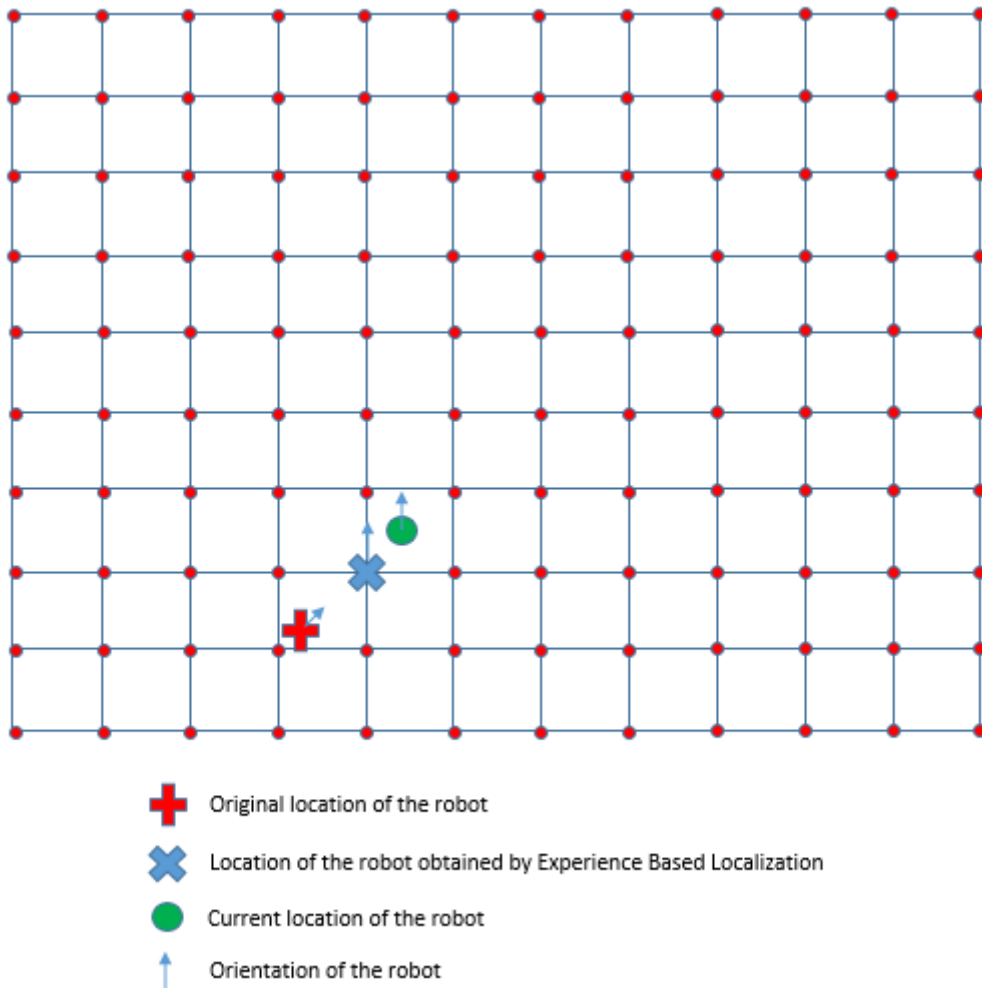 Original location of the robot
Location of the robot obtained by Experience Based Localization
Current location of the robot
Orientation of the robot